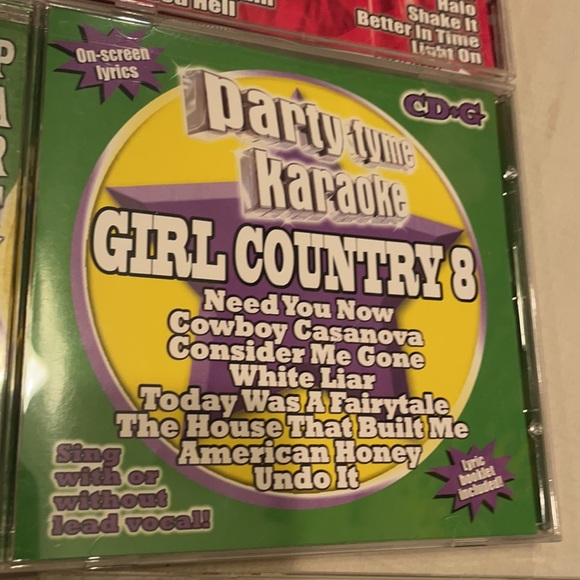 Hell
Halo
Shake It
Better In Time
Light On
On-screen
lyrics
CD+G
party tyme
karaoke
GIRL COUNTRY 8
Need You Now
Cowboy Casanova
Consider Me Gone
White Liar
Today Was A Fairytale
The House That Built Me
American Honey
Undo It
Sing
with or
without
lead vocal!
Lyric
booklet
included!